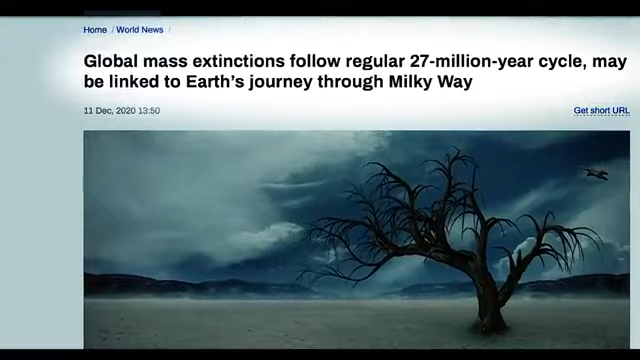 Home / World News /
Global mass extinctions follow regular 27-million-year cycle, may
be linked to Earth's journey through Milky Way
11 Dec, 2020 13:50
Get short URL